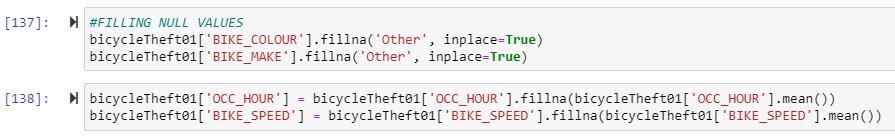 [137]: #FILLING NULL VALUES
bicycleTheft01['BIKE_COLOUR'].fillna('Other', inplace=True)
bicycleTheft01['BIKE_MAKE'].fillna('Other', inplace=True)
[138]: bicycleTheft01['OCC_HOUR'] = bicycleTheft01['OCC_HOUR'].fillna(bicycleTheft01['OCC_HOUR'].mean())
bicycleTheft01['BIKE_SPEED'] = bicycleTheft01['BIKE_SPEED'].fillna(bicycleTheft01['BIKE_SPEED'].mean())